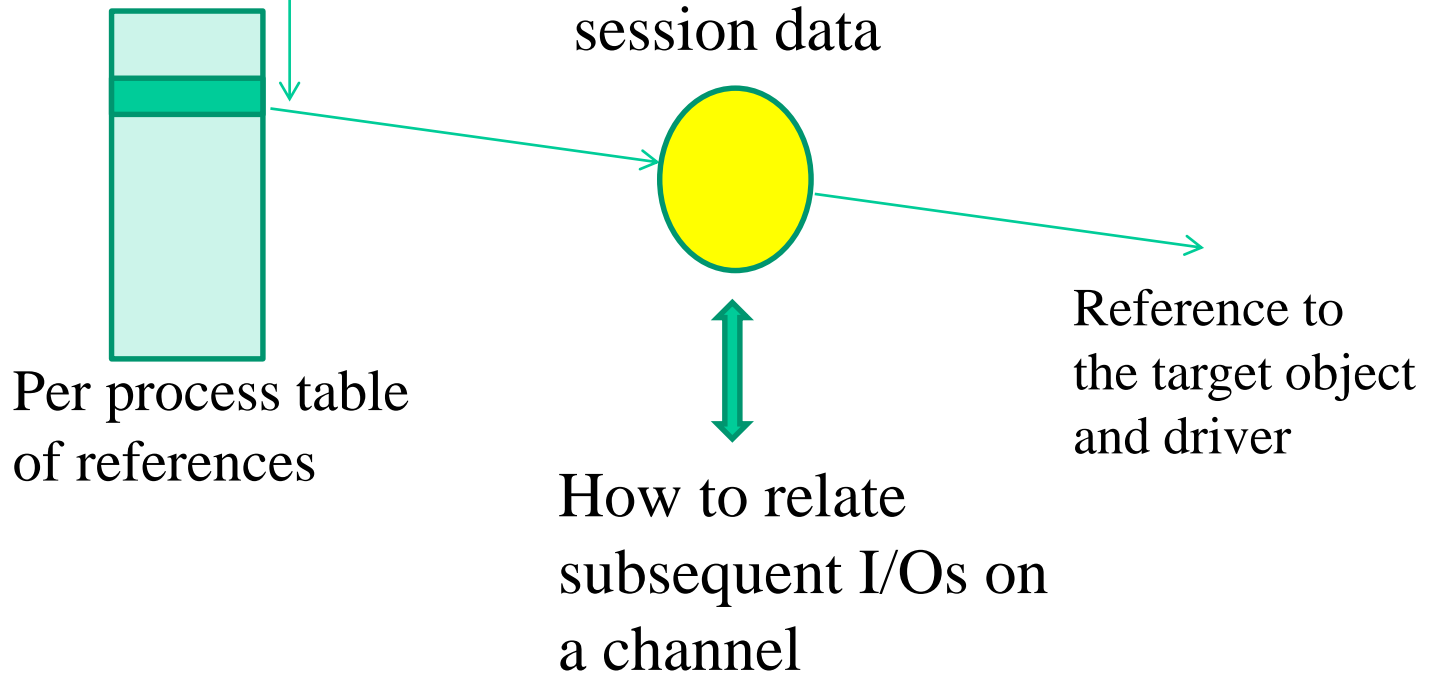 session data
Per process table
of references
Reference to
the target object
and driver
How to relate
subsequent I/Os on
a channel